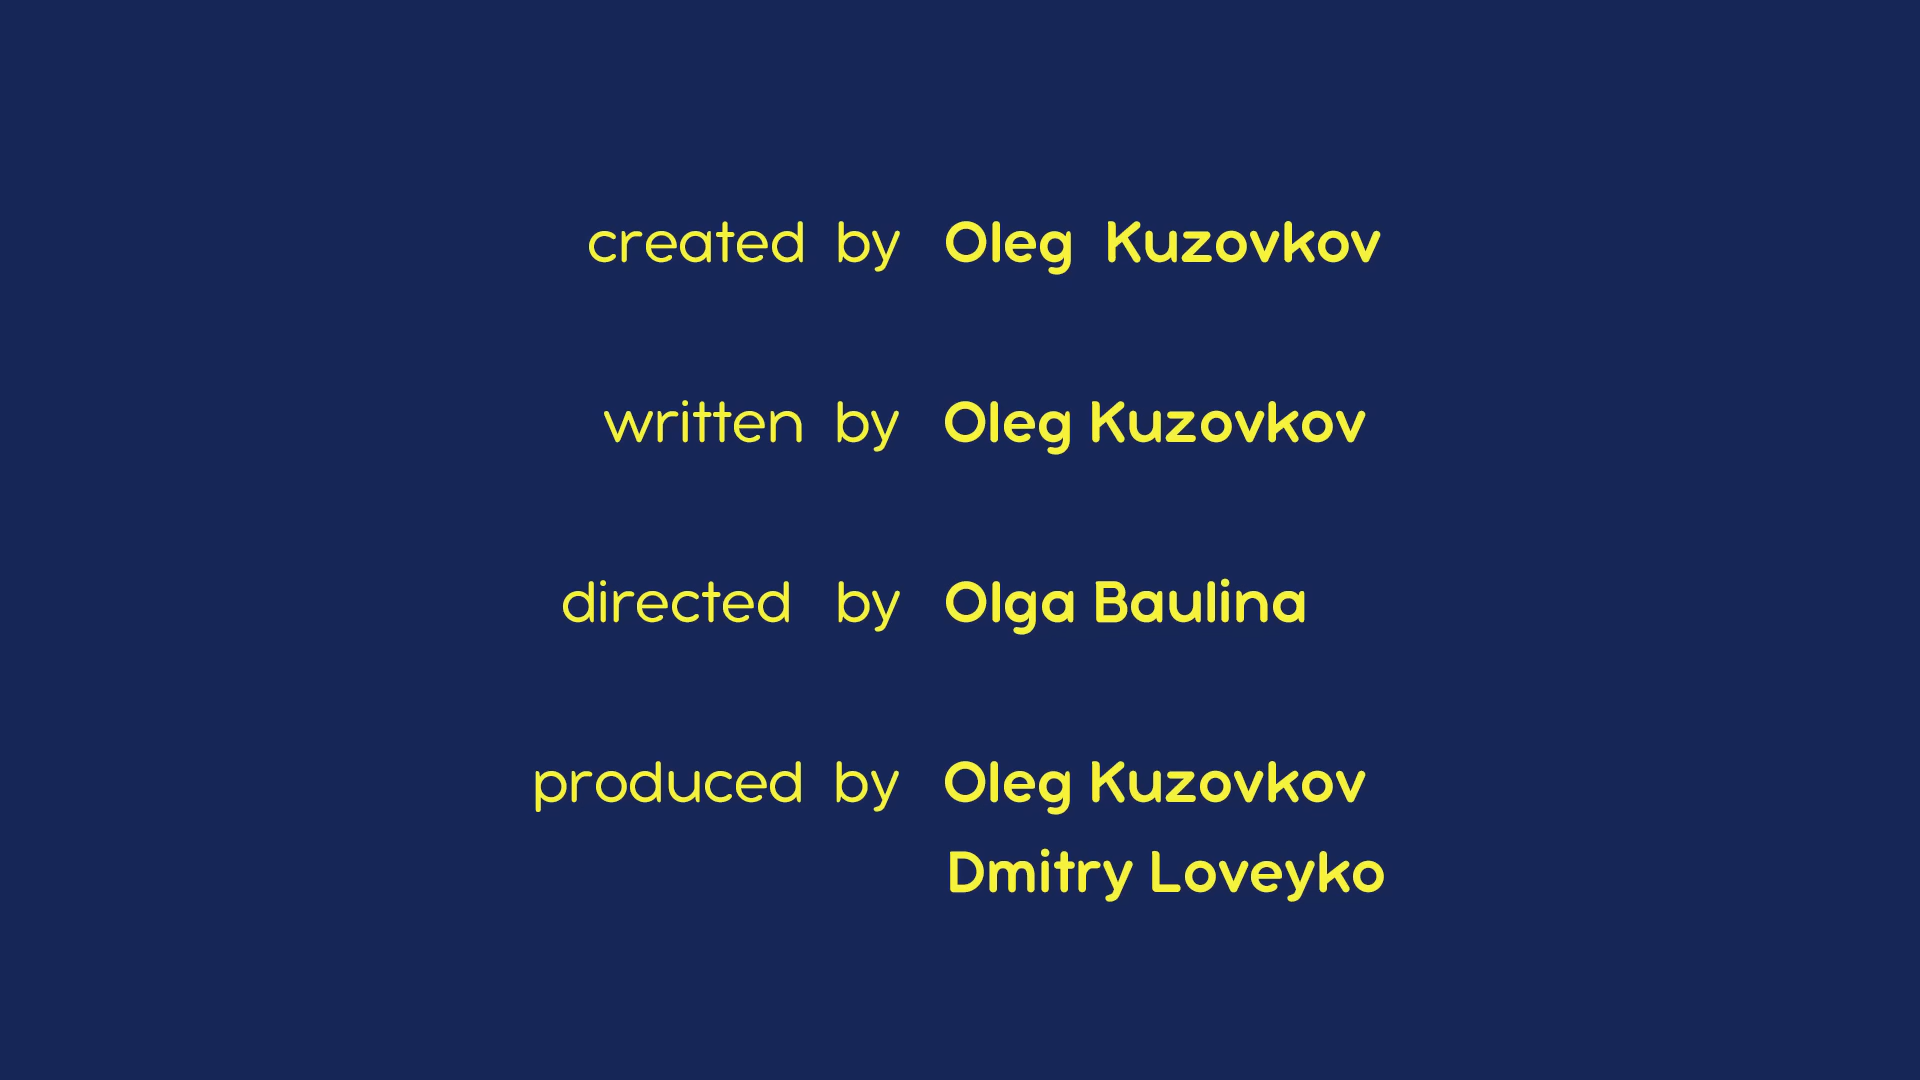 created by Oleg Kuzovkov
written by Oleg Kuzovkov
directed by Olga Baulina
produced by Oleg Kuzovkov
Dmitry Loveyko